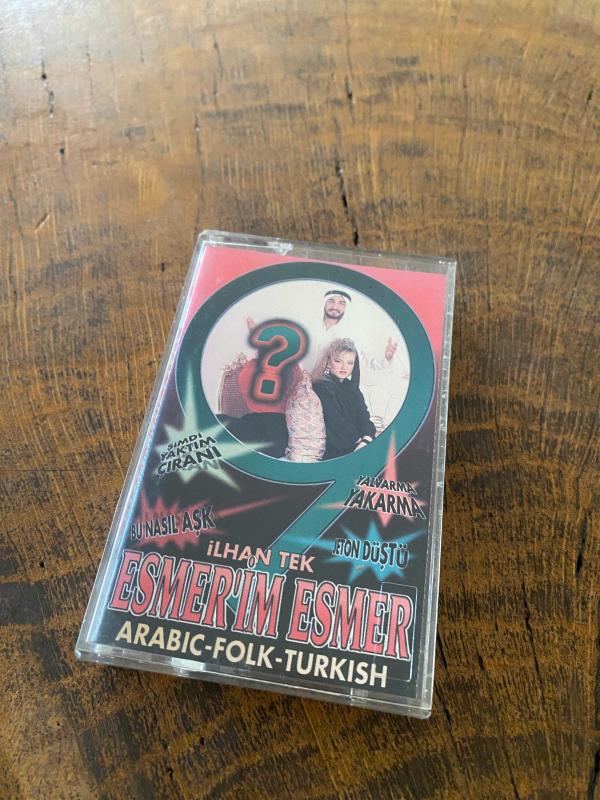 ?
ŞİMDİ
YAKTIM
ÇIRANI
YALVARMA
YAKARMA
BU NASIL AŞK
JETON DÜŞTÜ
İLHAN TEK
ESMER'İM ESMER
ARABIC-FOLK-TURKISH